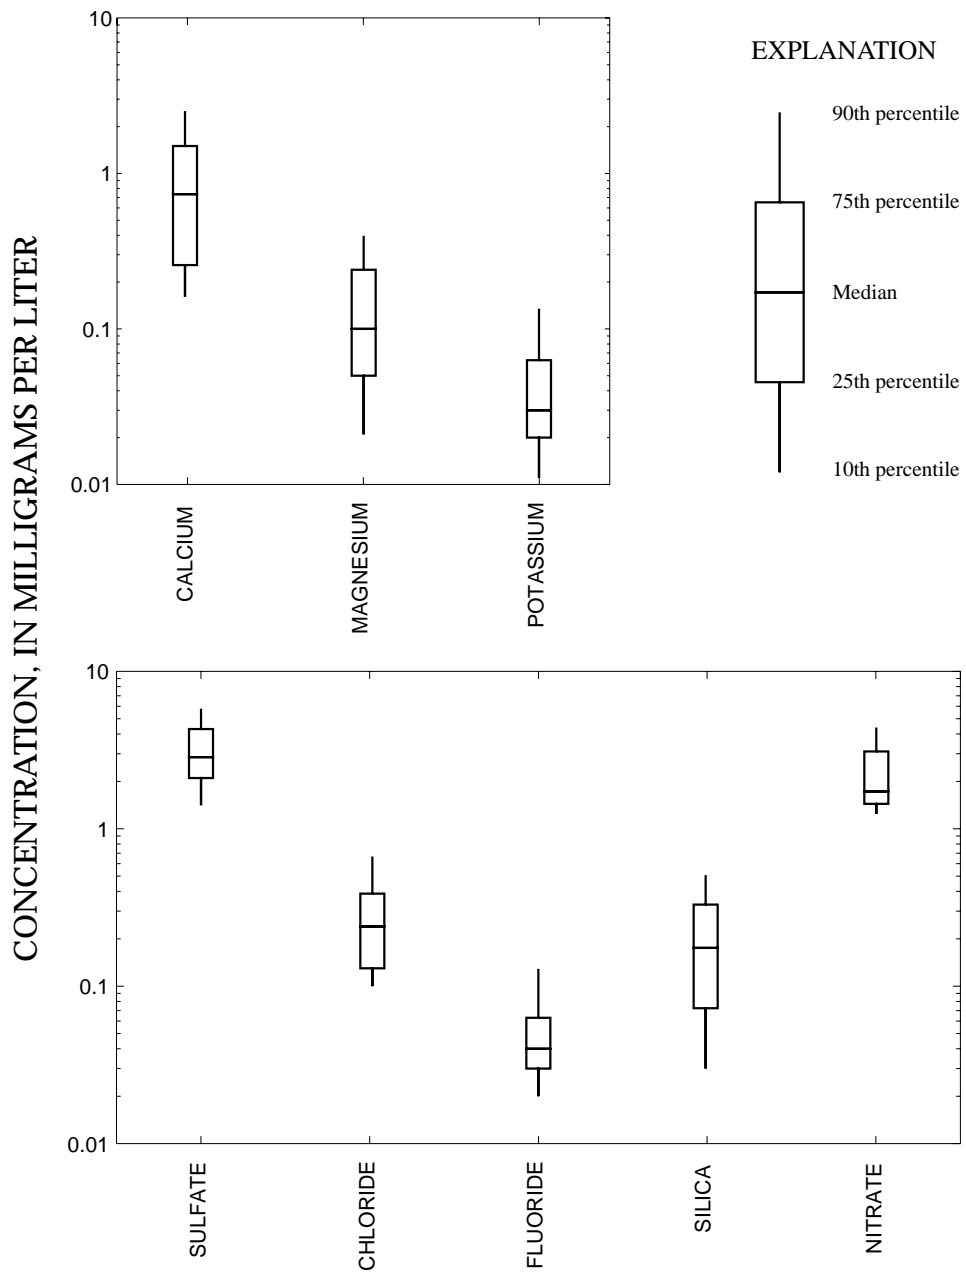 CONCENTRATION, IN MILLIGRAMS PER LITER
10
1
0.1
0.01
CALCIUM
MAGNESIUM
POTASSIUM
EXPLANATION
90th percentile
75th percentile
Median
25th percentile
10th percentile
10
1
0.1
0.01
SULFATE
CHLORIDE
FLUORIDE
SILICA
NITRATE